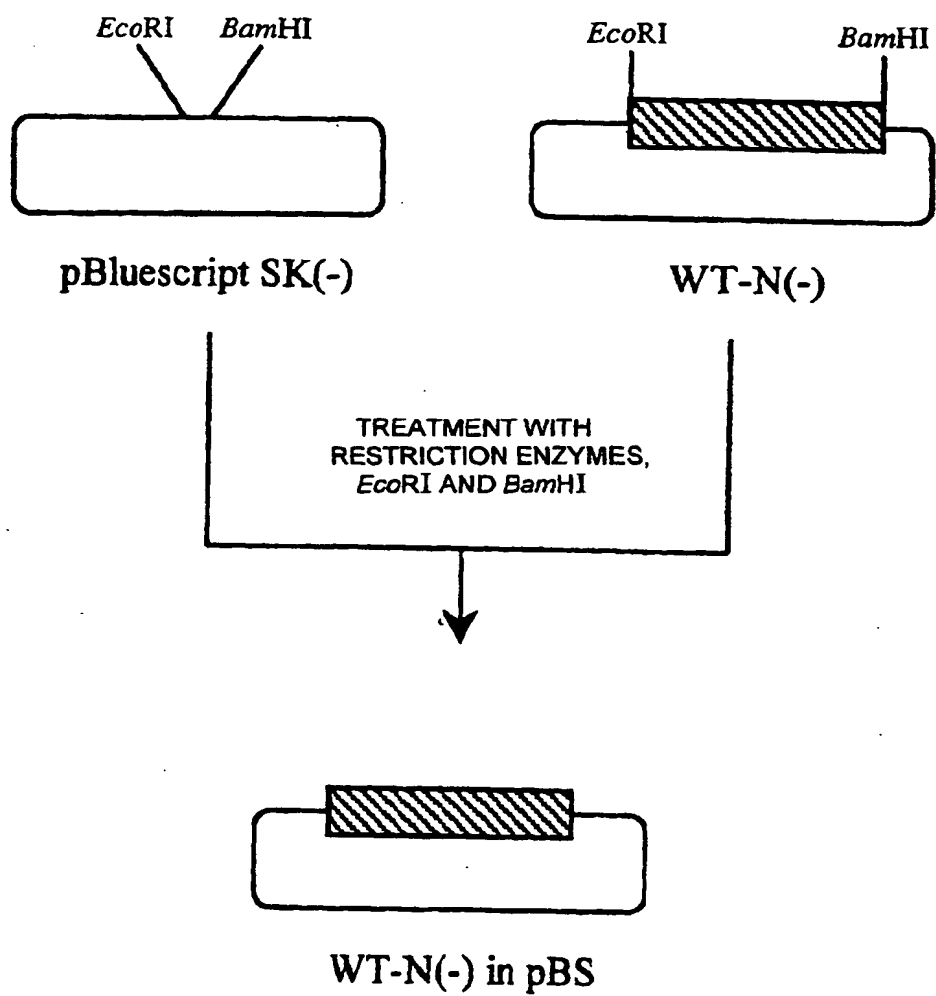 EcoRI BamHI
EcoRI
BamHI
pBluescript SK(-)
WT-N(-)
TREATMENT WITH
RESTRICTION ENZYMES,
EcoRI AND BamHI
WT-N(-) in pBS